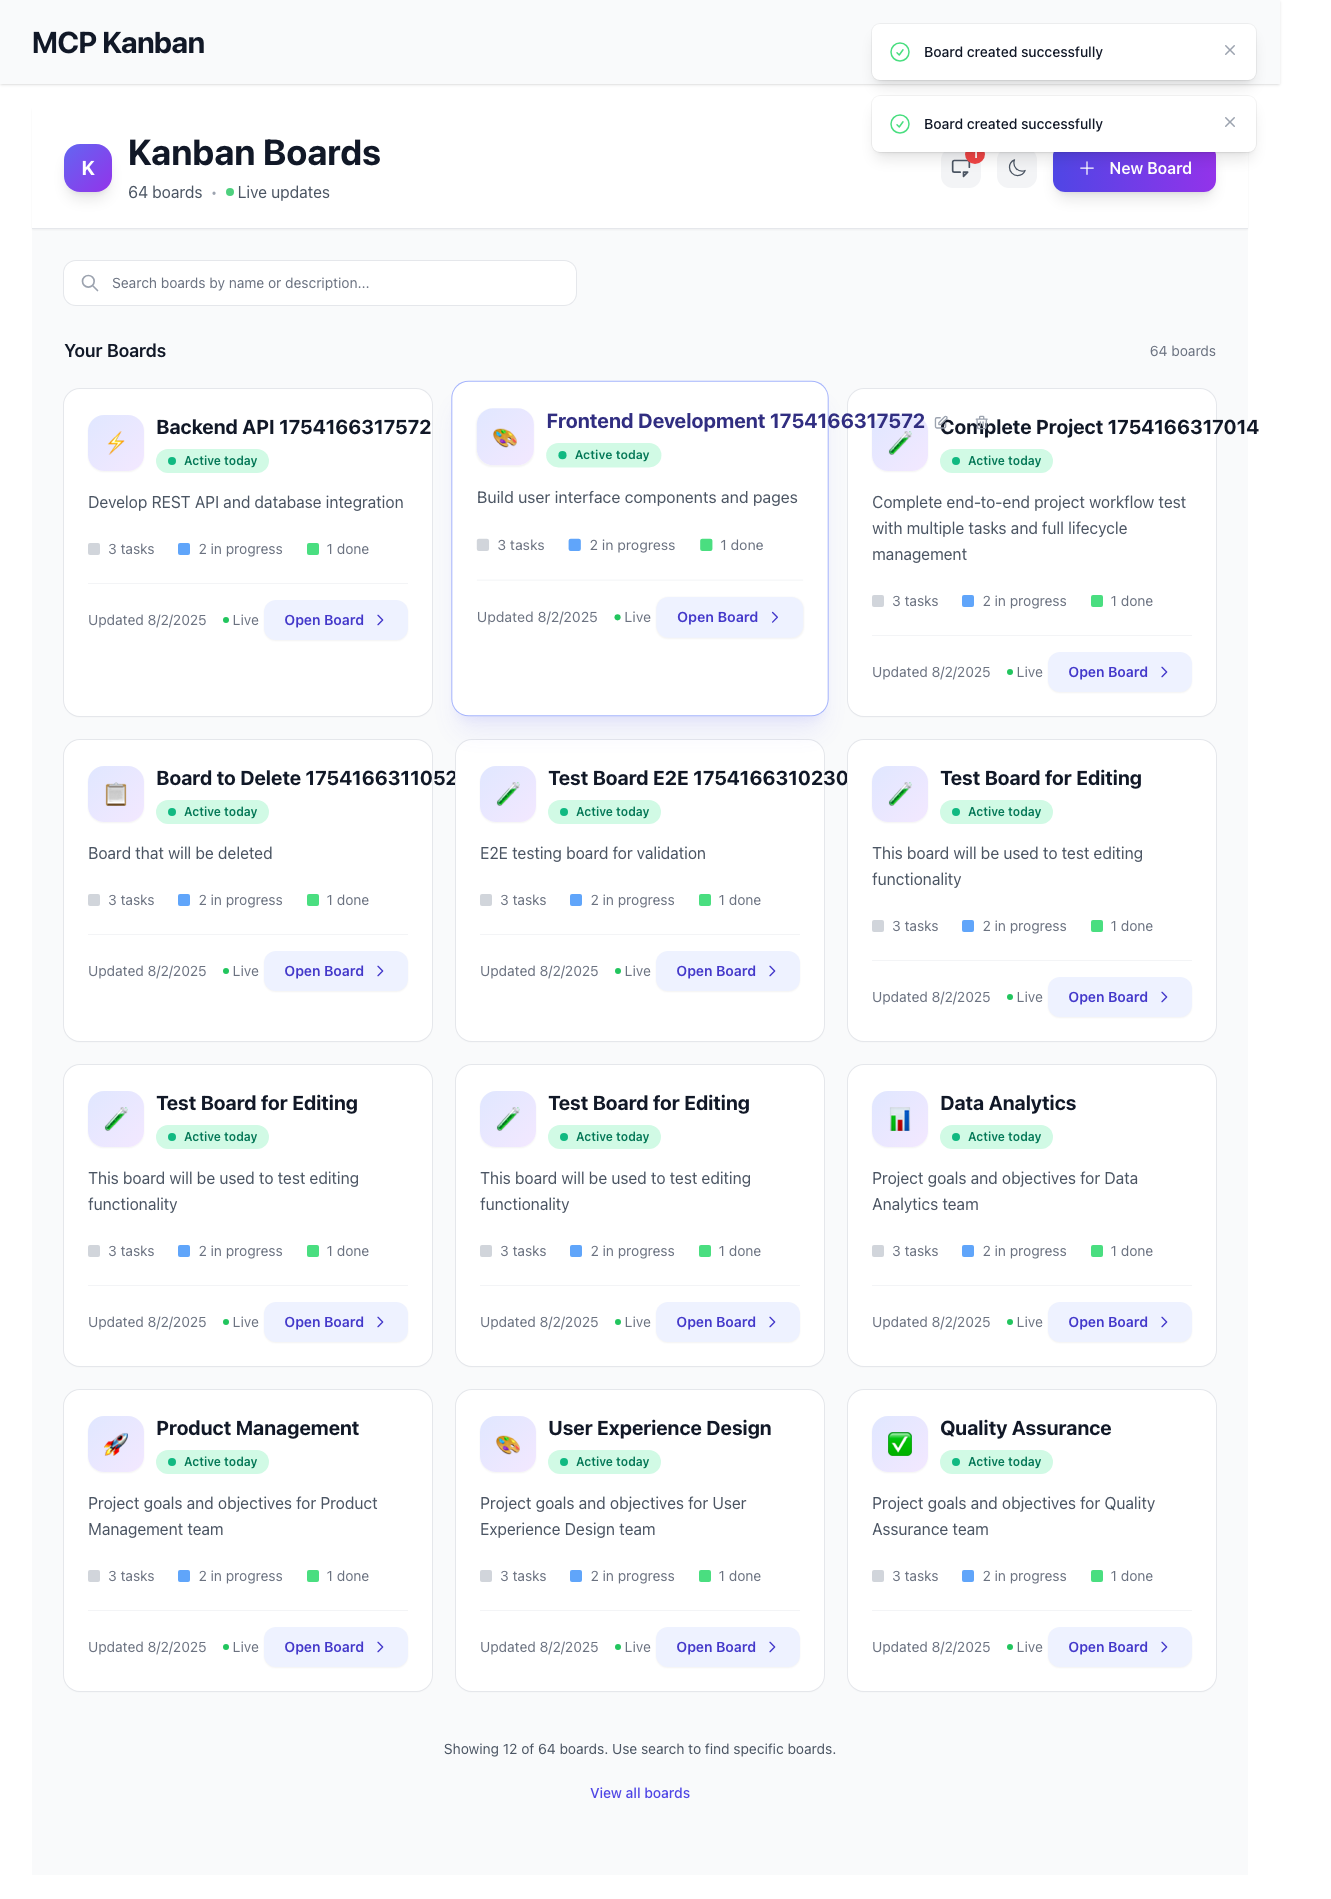 MCP Kanban
Board created successfully
Board created successfully
K
Kanban Boards
64 boards • Live updates
New Board
Search boards by name or description...
Your Boards
64 boards
Backend API 1754166317572
Active today
Develop REST API and database integration
3 tasks 2 in progress 1 done
Updated 8/2/2025 Live Open Board
Frontend Development 1754166317572
Active today
Build user interface components and pages
3 tasks 2 in progress 1 done
Updated 8/2/2025 Live Open Board
Complete Project 1754166317014
Active today
Complete end-to-end project workflow test
with multiple tasks and full lifecycle
management
3 tasks 2 in progress 1 done
Updated 8/2/2025 Live Open Board
Board to Delete 1754166311052
Active today
Board that will be deleted
3 tasks 2 in progress 1 done
Updated 8/2/2025 Live Open Board
Test Board E2E 1754166310230
Active today
E2E testing board for validation
3 tasks 2 in progress 1 done
Updated 8/2/2025 Live Open Board
Test Board for Editing
Active today
This board will be used to test editing
functionality
3 tasks 2 in progress 1 done
Updated 8/2/2025 Live Open Board
Test Board for Editing
Active today
This board will be used to test editing
functionality
3 tasks 2 in progress 1 done
Updated 8/2/2025 Live Open Board
Test Board for Editing
Active today
This board will be used to test editing
functionality
3 tasks 2 in progress 1 done
Updated 8/2/2025 Live Open Board
Data Analytics
Active today
Project goals and objectives for Data
Analytics team
3 tasks 2 in progress 1 done
Updated 8/2/2025 Live Open Board
Product Management
Active today
Project goals and objectives for Product
Management team
3 tasks 2 in progress 1 done
Updated 8/2/2025 Live Open Board
User Experience Design
Active today
Project goals and objectives for User
Experience Design team
3 tasks 2 in progress 1 done
Updated 8/2/2025 Live Open Board
Quality Assurance
Active today
Project goals and objectives for Quality
Assurance team
3 tasks 2 in progress 1 done
Updated 8/2/2025 Live Open Board
Showing 12 of 64 boards. Use search to find specific boards.
View all boards